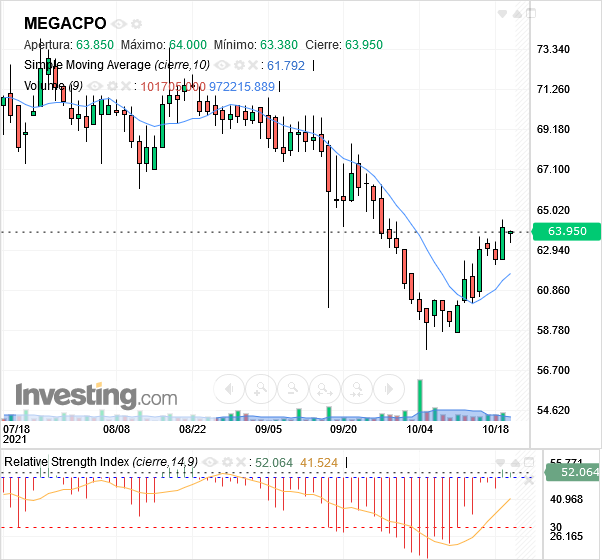 MEGACPO
Apertura: 63.850 Máximo: 64.000 Mínimo: 63.380 Cierre: 63.950
Simple Moving Average (cierre,10) : 61.792
Volume (9) : 101705.000 972215.889
73.340
71.260
69.180
67.100
65.020
63.950
62.940
60.860
58.780
56.700
54.620
Investing.com
07/18 08/08 08/22 09/05 09/20 10/04 10/18
2021
Relative Strength Index (cierre,14,9) : 52.064 41.524
55.771
52.064
40.968
30
26.165